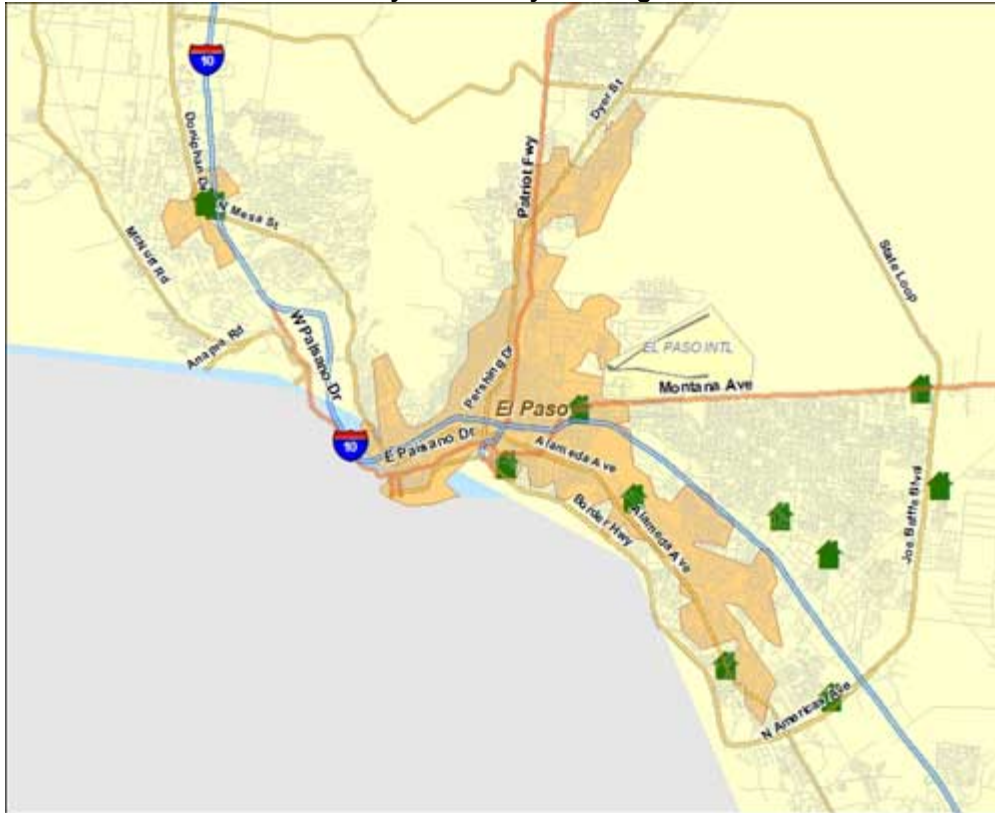 10
Doniphan Dr
N Mesa St
McNutt Rd
Anapra Rd
W Paisano Dr
10
E Paisano Dr
Pershing Dr
Patriot Fwy
Dyer St
State Loop
EL PASO INTL
Montana Ave
El Paso
Alameda Ave
Border Hwy
Alameda Ave
Joe Battle Blvd
N Americas Ave